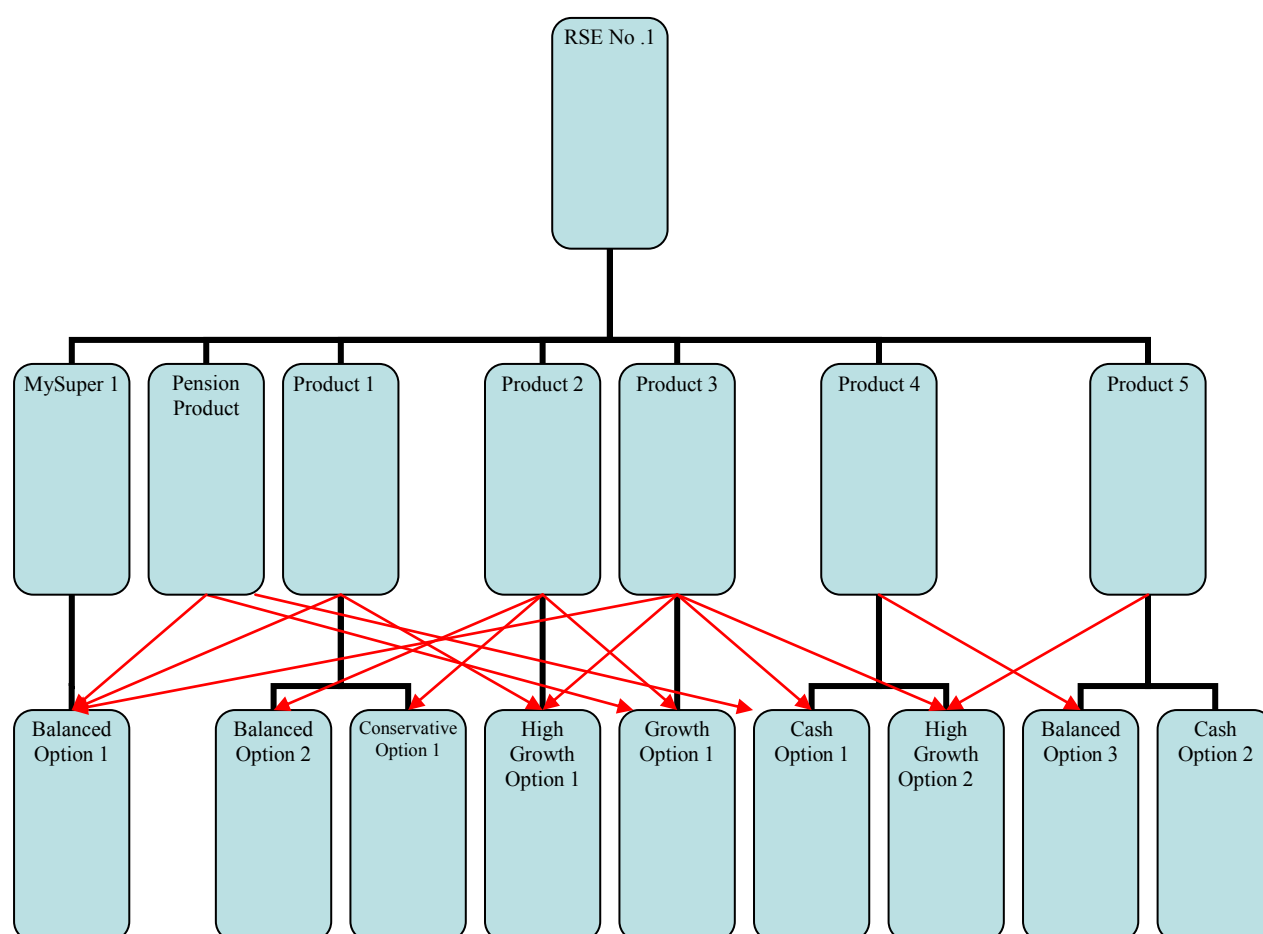 RSE No .1
MySuper 1
Pension
Product
Product 1
Product 2
Product 3
Product 4
Product 5
Balanced
Option 1
Balanced
Option 2
Conservative
Option 1
High
Growth
Option 1
Growth
Option 1
Cash
Option 1
High
Growth
Option 2
Balanced
Option 3
Cash
Option 2